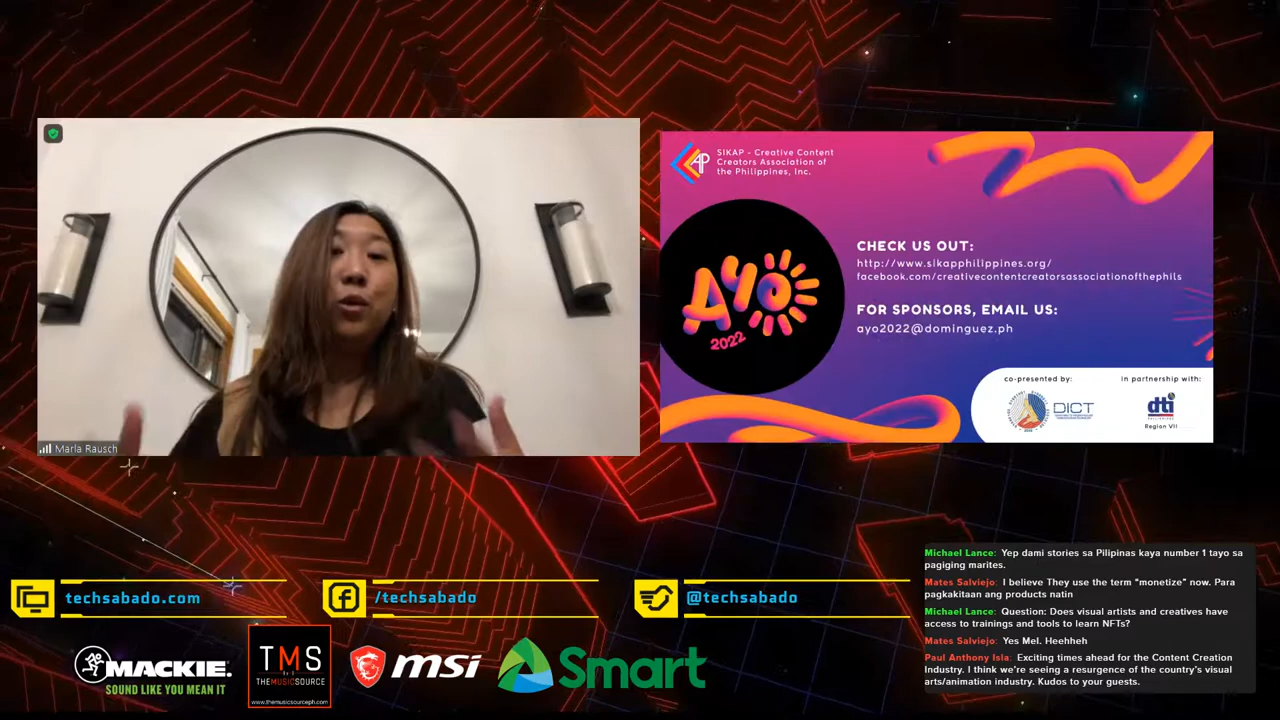 Marla Rausch
SIKAP - Creative Content
Creators Association of
the Philippines, Inc.
AYO
2022
CHECK US OUT:
http://www.sikapphilippines.org/
facebook.com/creativecontentcreatorsassociationofthephils
FOR SPONSORS, EMAIL US:
ayo2022@dominguez.ph
co-presented by:
in partnership with:
DICT
dti
PHILIPPINES
Region VII
techsabado.com
/techsabado
@techsabado
MACKIE.
SOUND LIKE YOU MEAN IT
TMS
THEMUSICSOURCE
www.themusicsourceph.com
msi
Smart
Michael Lance: Yep dami stories sa Pilipinas kaya number 1 tayo sa
pagiging marites.
Mates Salviejo: I believe They use the term "monetize" now. Para
pagkakitaan ang products natin
Michael Lance: Question: Does visual artists and creatives have
access to trainings and tools to learn NFTs?
Mates Salviejo: Yes Mel. Heehheh
Paul Anthony Isla: Exciting times ahead for the Content Creation
Industry. I think we're seeing a resurgence of the country's visual
arts/animation industry. Kudos to your guests.